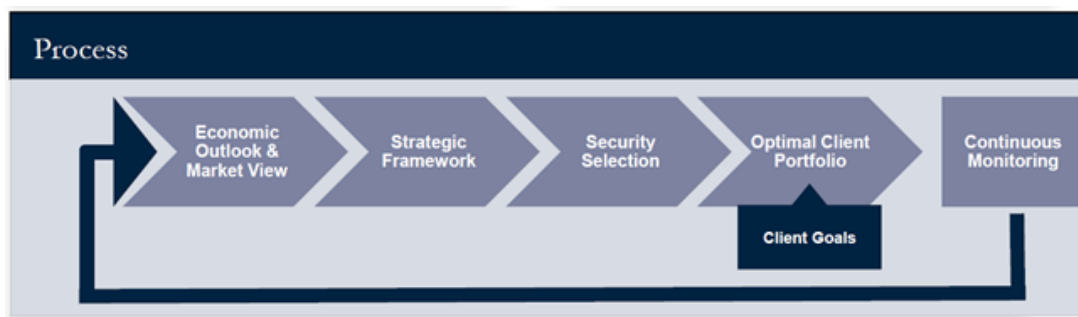 Process
Economic
Outlook &
Market View
Strategic
Framework
Security
Selection
Optimal Client
Portfolio
Continuous
Monitoring
Client Goals